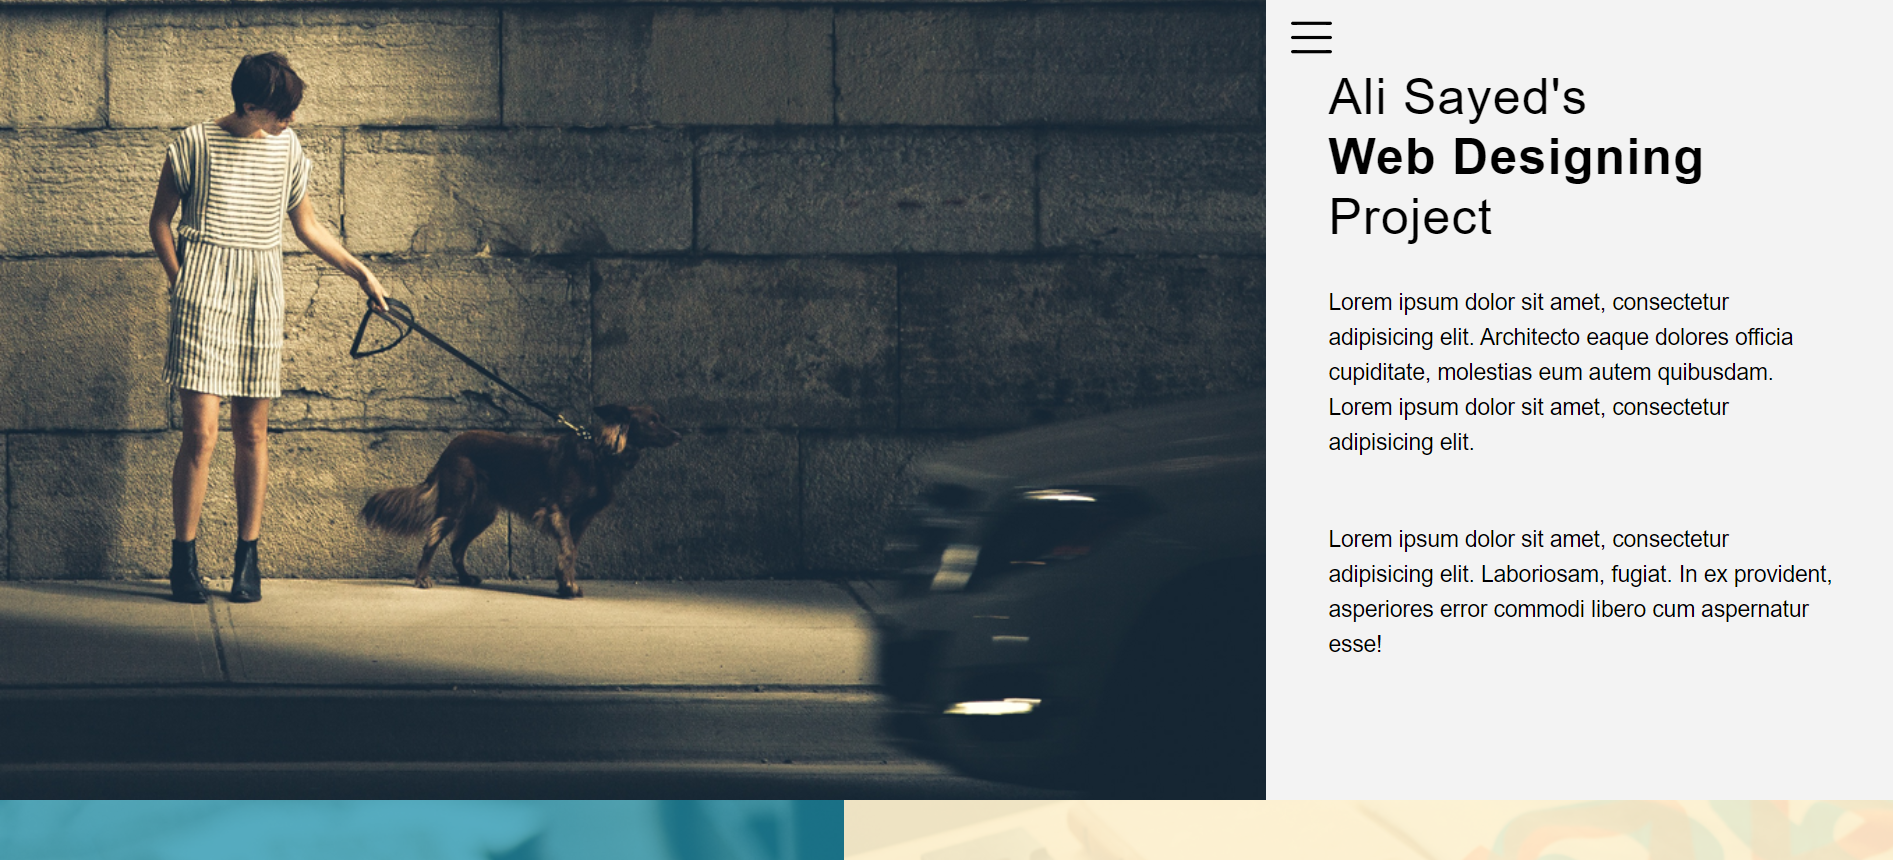 Ali Sayed's
Web Designing
Project
Lorem ipsum dolor sit amet, consectetur
adipisicing elit. Architecto eaque dolores officia
cupiditate, molestias eum autem quibusdam.
Lorem ipsum dolor sit amet, consectetur
adipisicing elit.
Lorem ipsum dolor sit amet, consectetur
adipisicing elit. Laboriosam, fugiat. In ex provident,
asperiores error commodi libero cum aspernatur
esse!